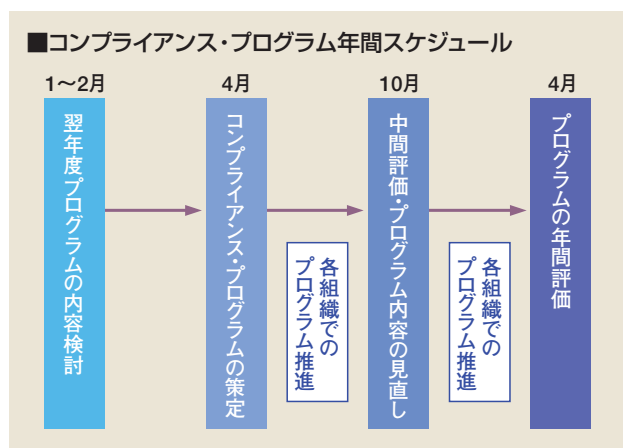 ■コンプライアンス・プログラム年間スケジュール
1〜2月
4月
10月
4月
翌年度プログラムの内容検討
コンプライアンス・プログラムの策定
各組織での
プログラム推進
中間評価・プログラム内容の見直し
各組織での
プログラム推進
プログラムの年間評価